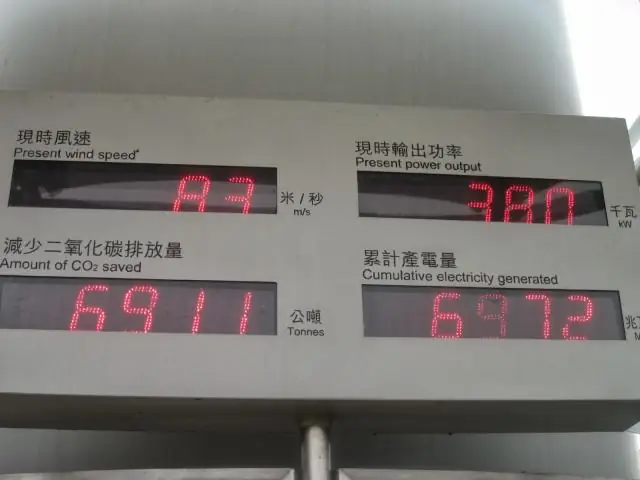 現時風速
Present wind speed*
米 / 秒
m/s
現時輸出功率
Present power output
380
千瓦
kW
減少二氧化碳排放量
Amount of CO₂ saved
6911
公噸
Tonnes
累計產電量
Cumulative electricity generated
6972
兆